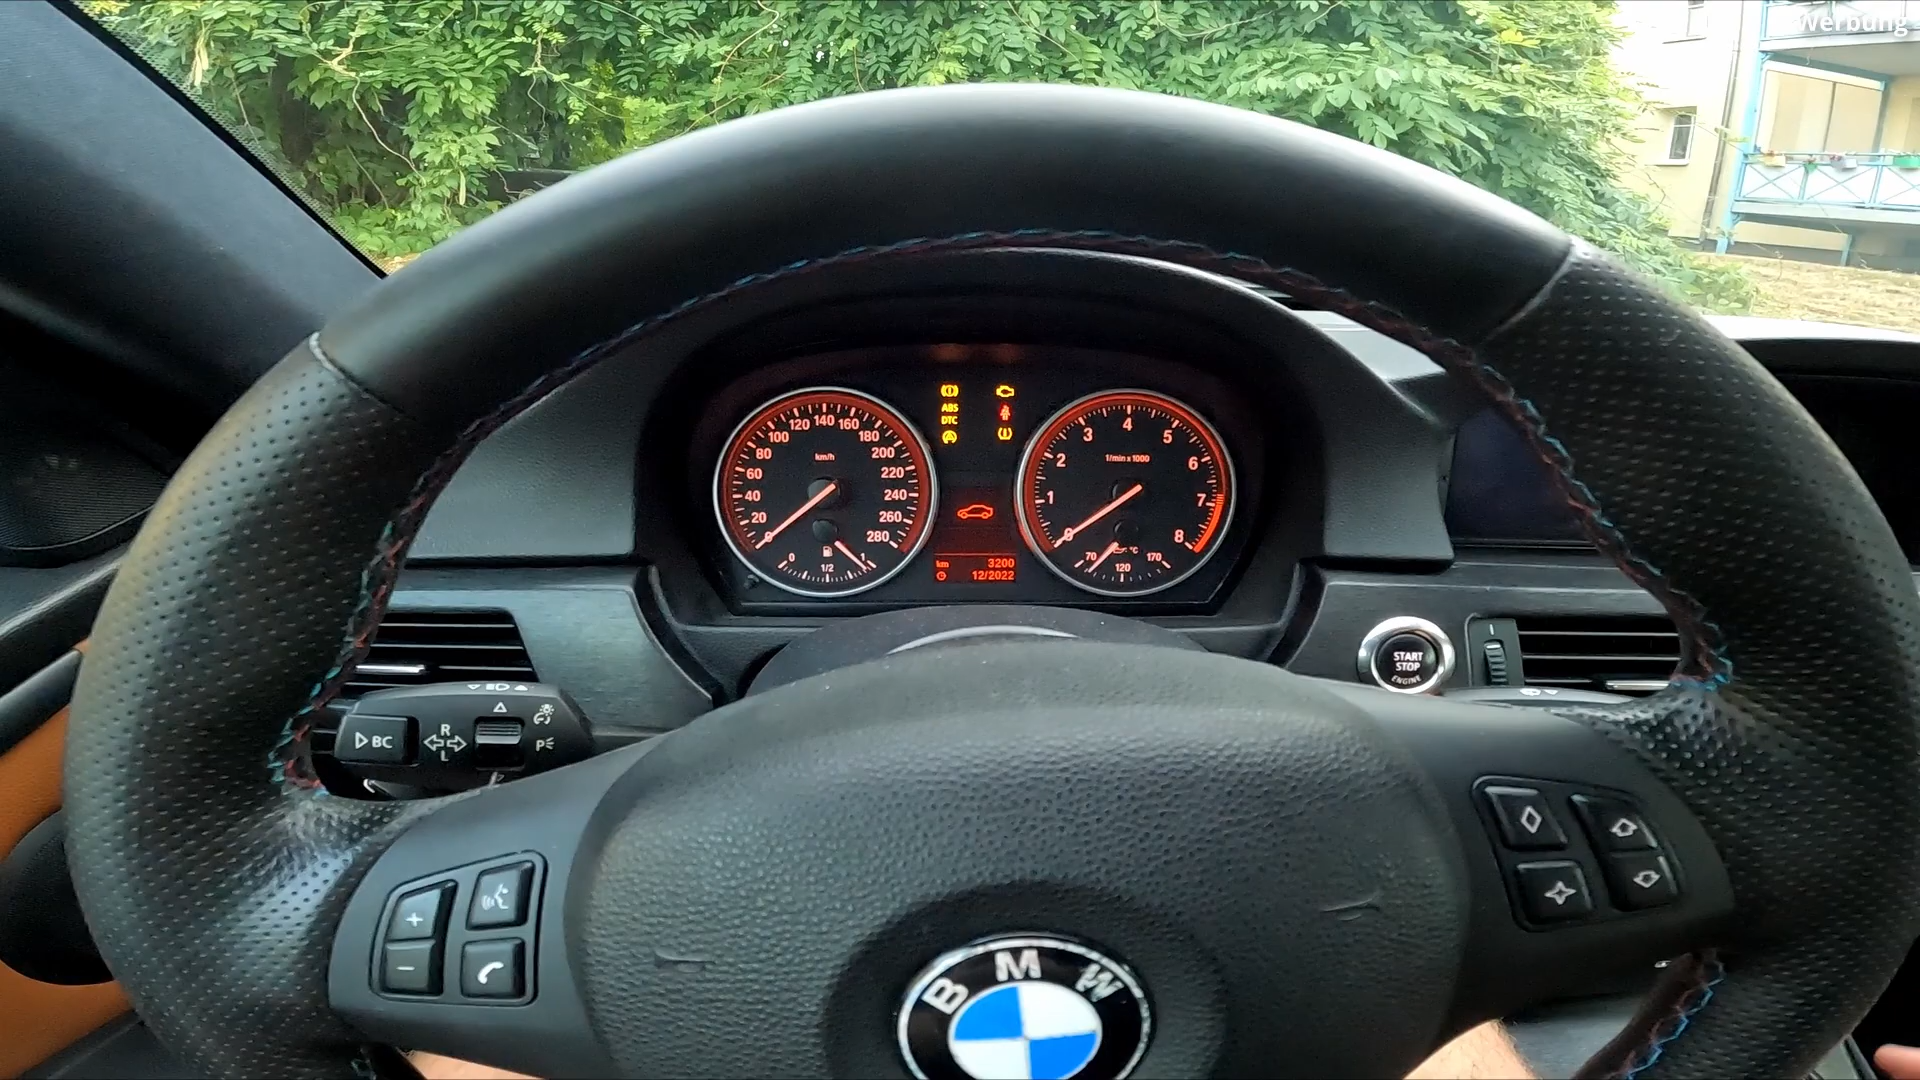 Werbung
ABS
DTC
0 20 40 60 80 100 120 140 160 180 200 220 240 260 280
km/h
0 1/2 1
km 3200
12/2022
0 1 2 3 4 5 6 7 8
1/min x 1000
°C
70 120 170
START
STOP
ENGINE
BC
R
L
P
+
−
BMW